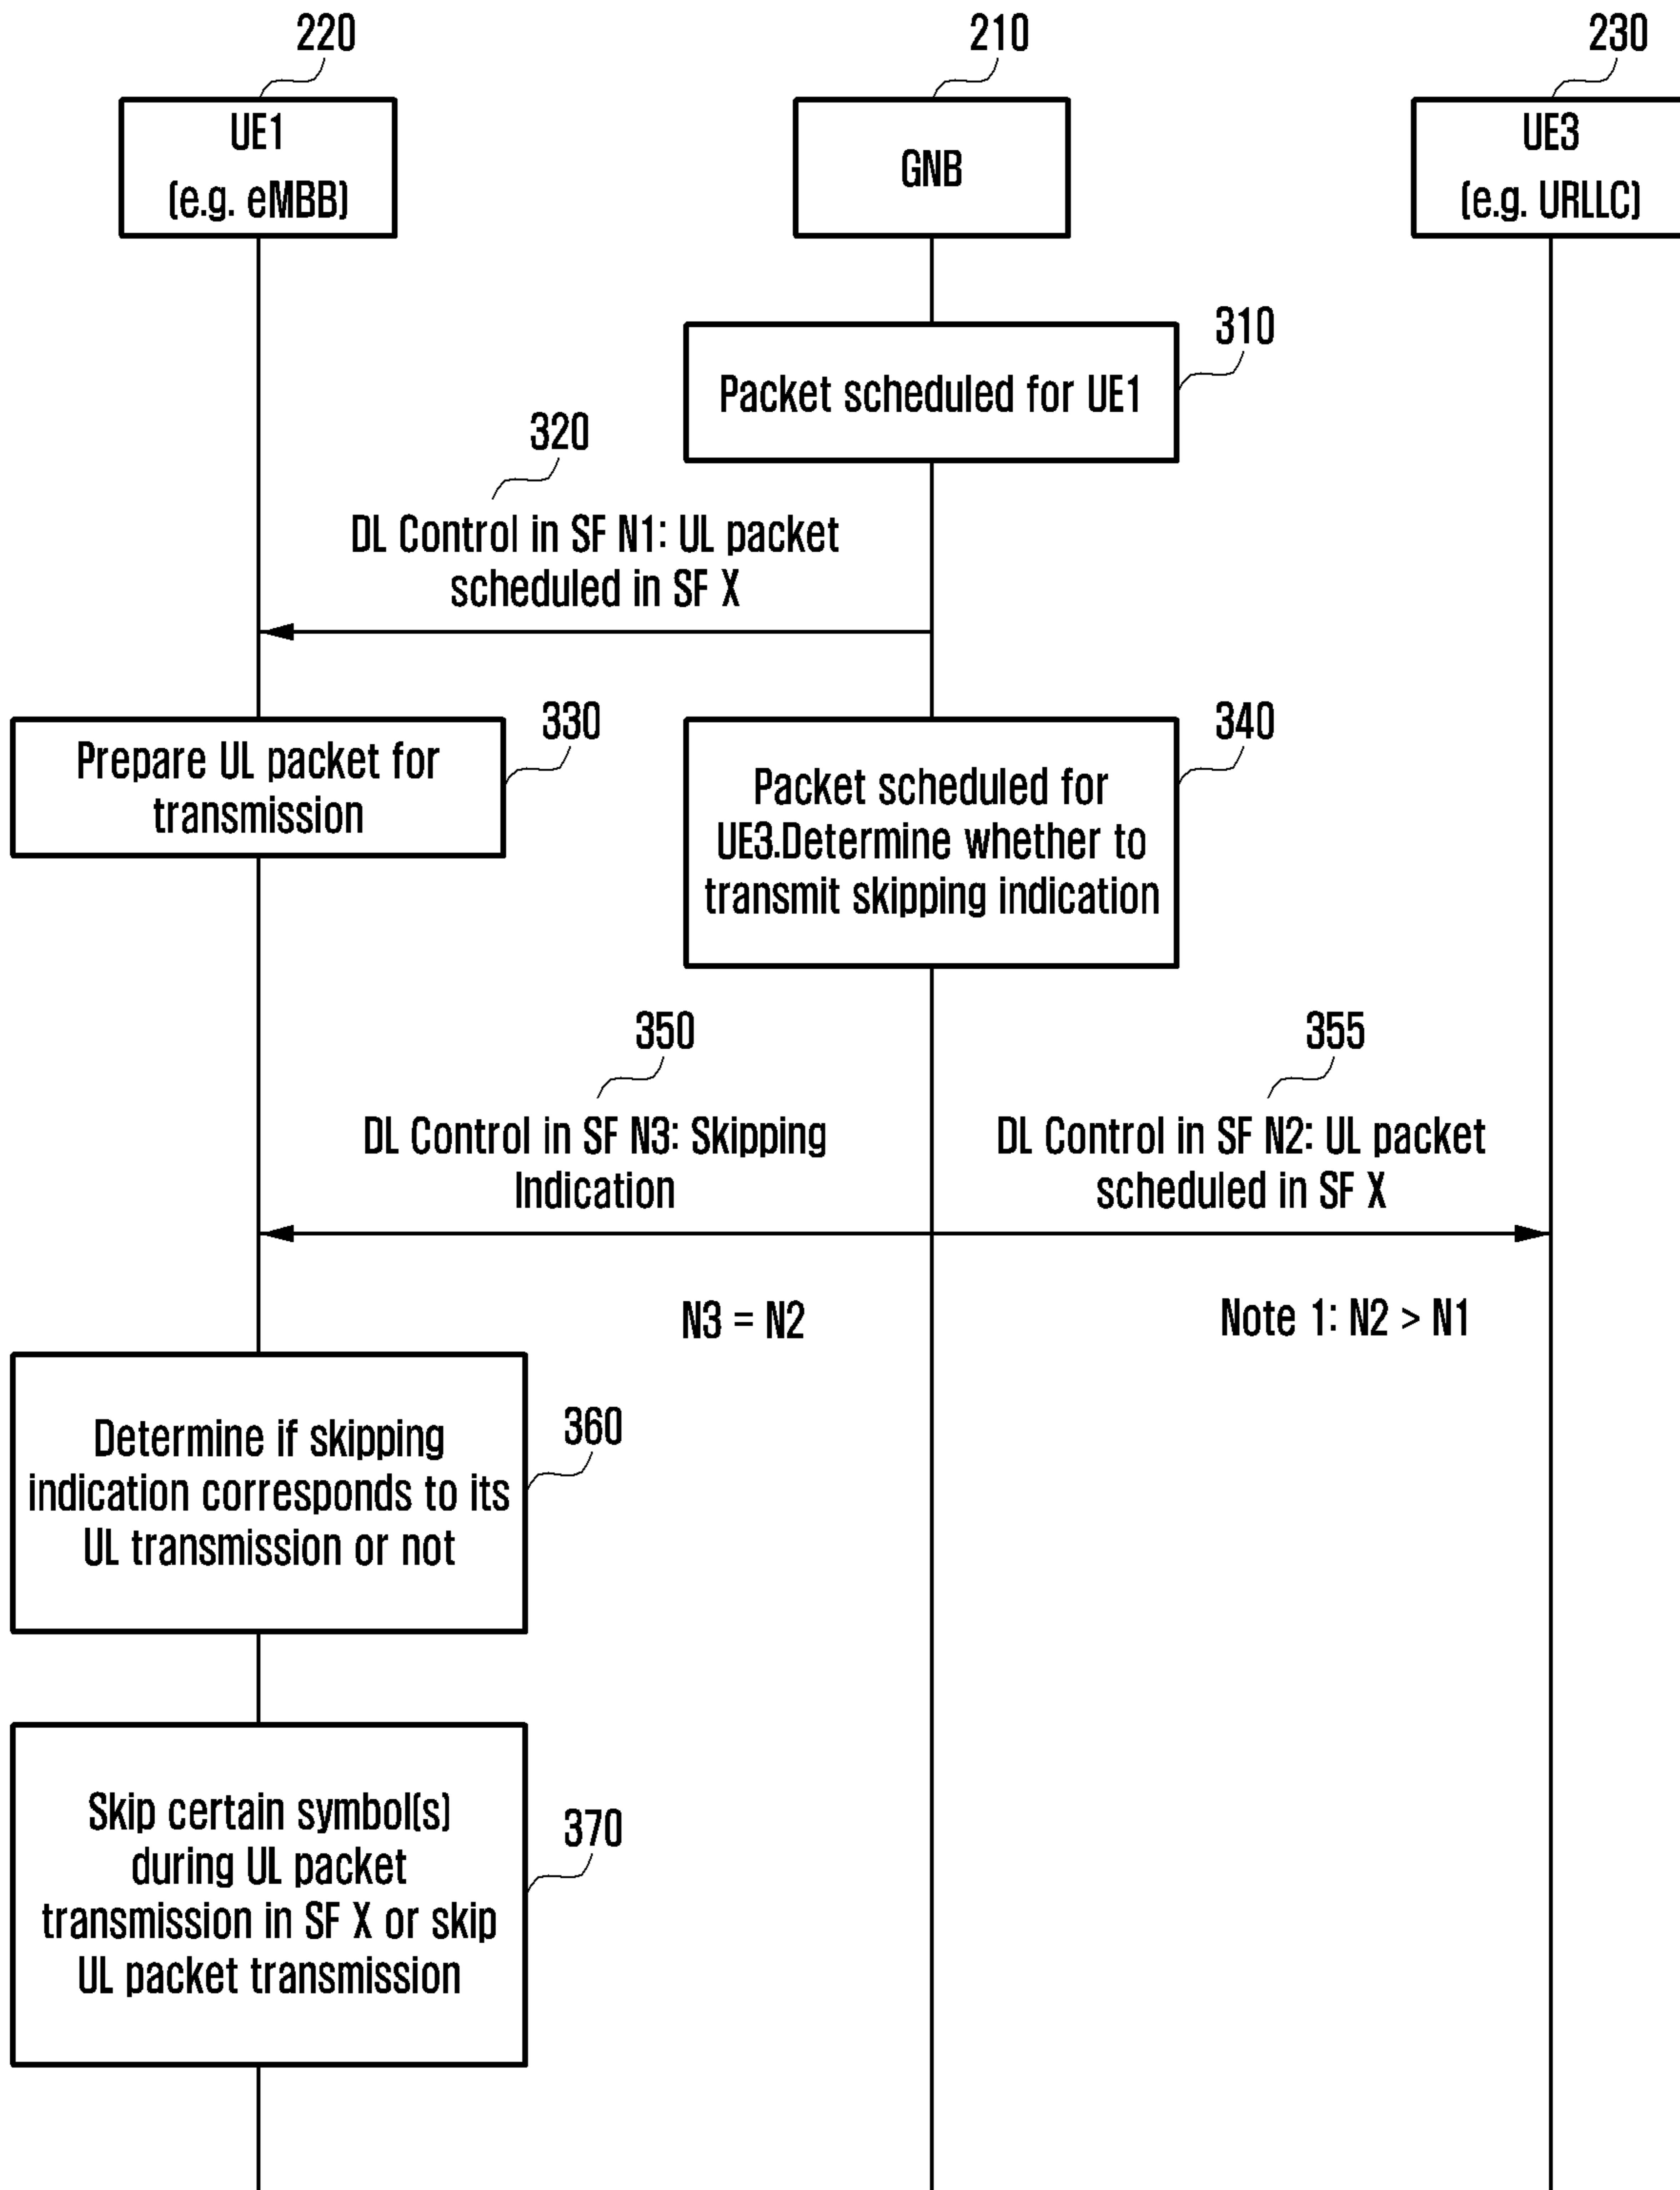 220
210
230
UE1
(e.g. eMBB)
GNB
UE3
(e.g. URLLC)
310
Packet scheduled for UE1
320
DL Control in SF N1: UL packet
scheduled in SF X
330
Prepare UL packet for
transmission
340
Packet scheduled for
UE3.Determine whether to
transmit skipping indication
350
DL Control in SF N3: Skipping
Indication
355
DL Control in SF N2: UL packet
scheduled in SF X
N3 = N2
Note 1: N2 > N1
360
Determine if skipping
indication corresponds to its
UL transmission or not
370
Skip certain symbol(s)
during UL packet
transmission in SF X or skip
UL packet transmission